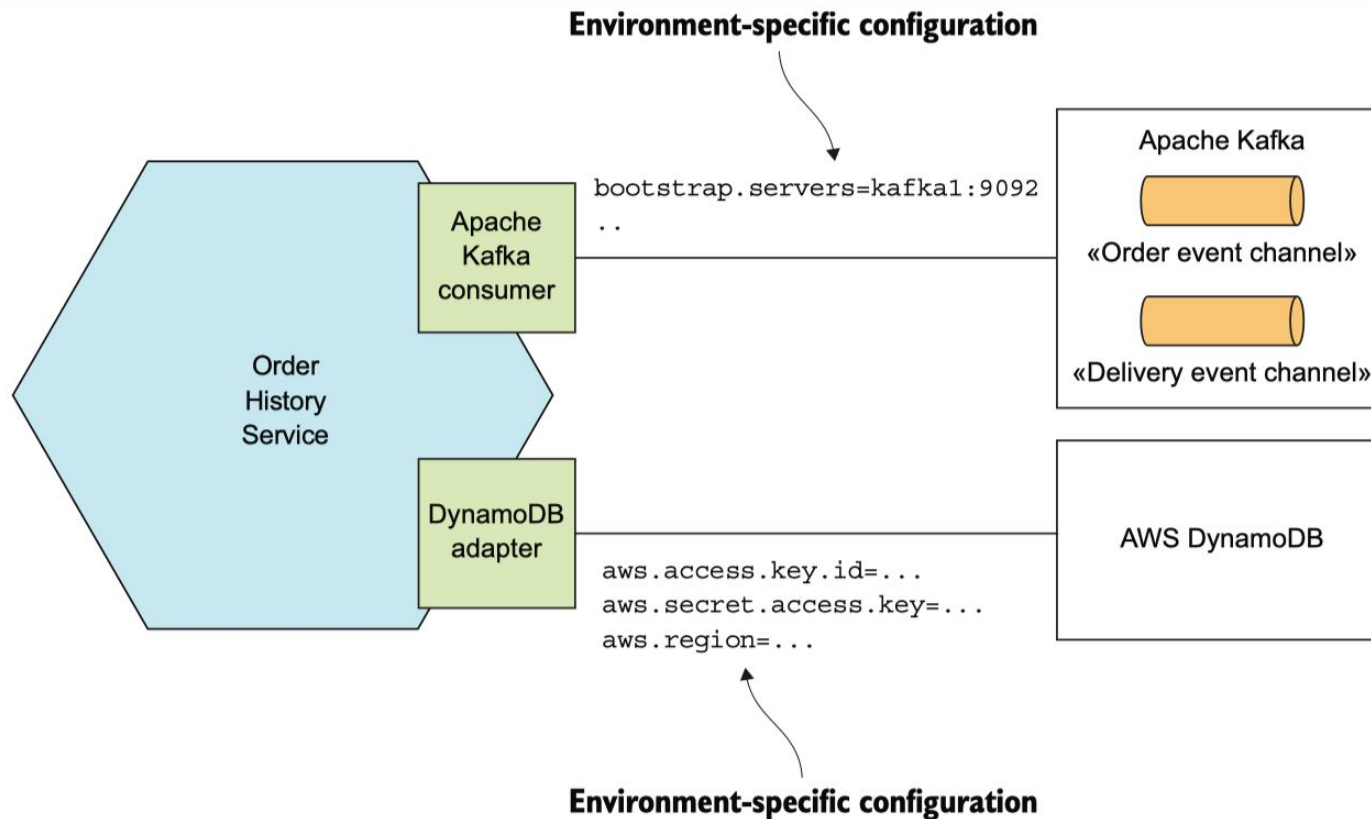 Environment-specific configuration
bootstrap.servers=kafka1:9092
..
Apache
Kafka
consumer
Apache Kafka
«Order event channel»
«Delivery event channel»
Order
History
Service
DynamoDB
adapter
AWS DynamoDB
aws.access.key.id=...
aws.secret.access.key=...
aws.region=...
Environment-specific configuration